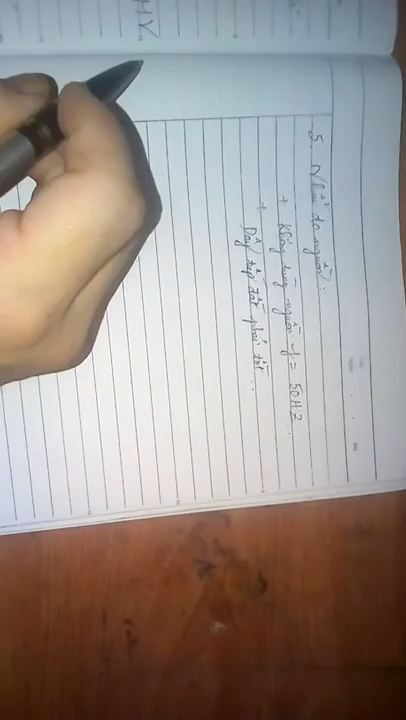 5. Nhiễu do nguồn:
+ Không dùng nguồn f = 50HZ...
+ Dây tiếp đất phải tốt...